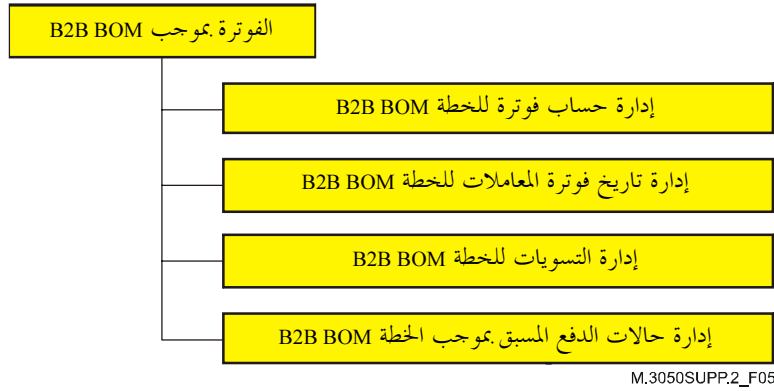 الفوترة بموجب B2B BOM
إدارة حساب فوترة للخطة B2B BOM
إدارة تاريخ فوترة المعاملات للخطة B2B BOM
إدارة التسويات للخطة B2B BOM
إدارة حالات الدفع المسبق بموجب الخطة B2B BOM
M.3050SUPP.2_F05